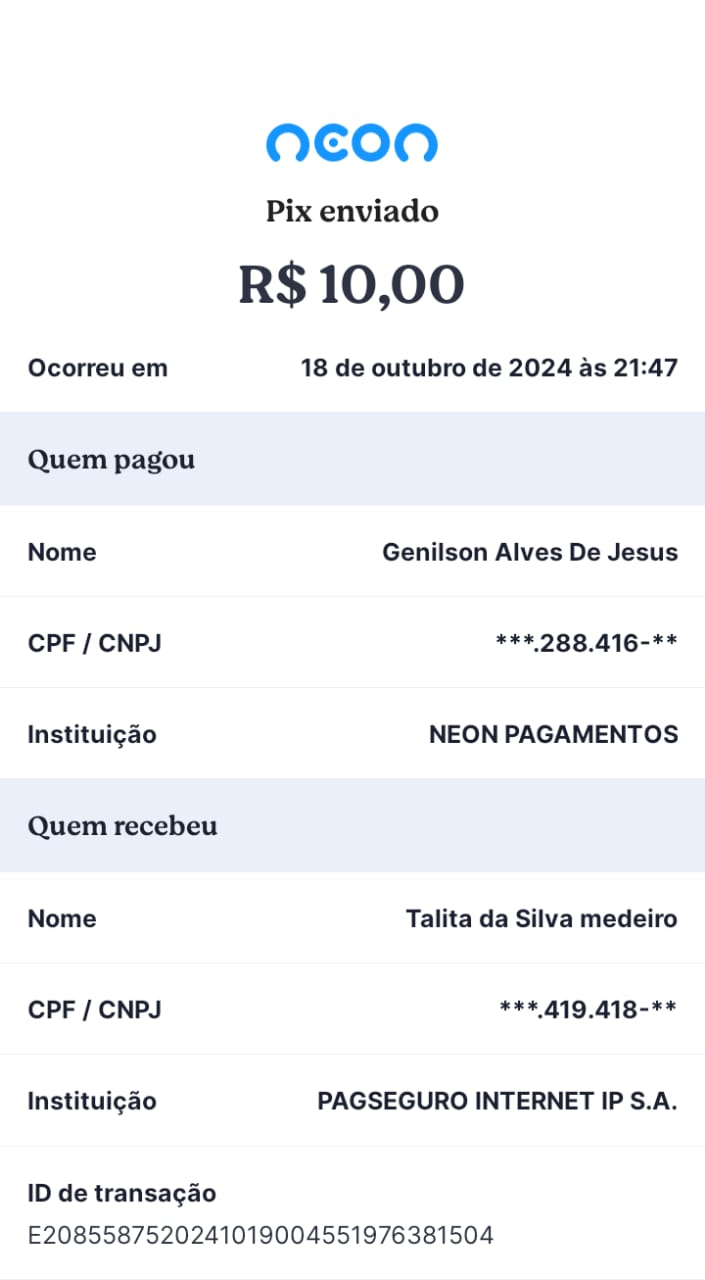 neon
Pix enviado
R$ 10,00
Ocorreu em 18 de outubro de 2024 às 21:47
Quem pagou
Nome Genilson Alves De Jesus
CPF / CNPJ ***.288.416-**
Instituição NEON PAGAMENTOS
Quem recebeu
Nome Talita da Silva medeiro
CPF / CNPJ ***.419.418-**
Instituição PAGSEGURO INTERNET IP S.A.
ID de transação
E2085587520241019004551976381504